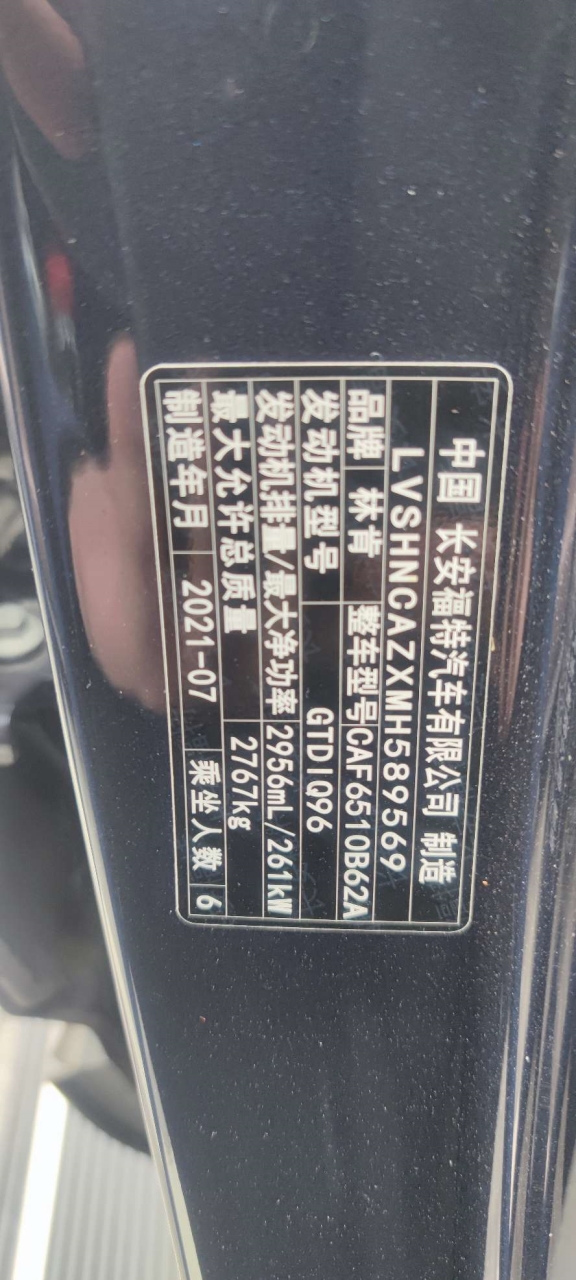 中国 长安福特汽车有限公司 制造
LVSHNCAZXMH589569
品牌 林肯 整车型号 CAF6510B62A
发动机型号 GTDIQ96
发动机排量/最大净功率 2956mL/261kW
最大允许总质量 2767kg
制造年月 2021-07 乘坐人数 6